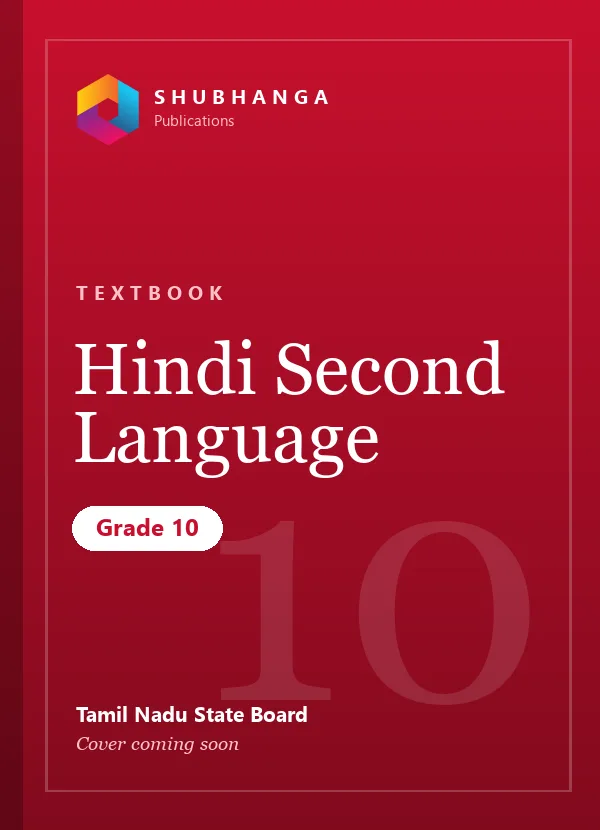 SHUBHANGA
Publications
TEXTBOOK
Hindi Second
Language
Grade 10
10
Tamil Nadu State Board
Cover coming soon